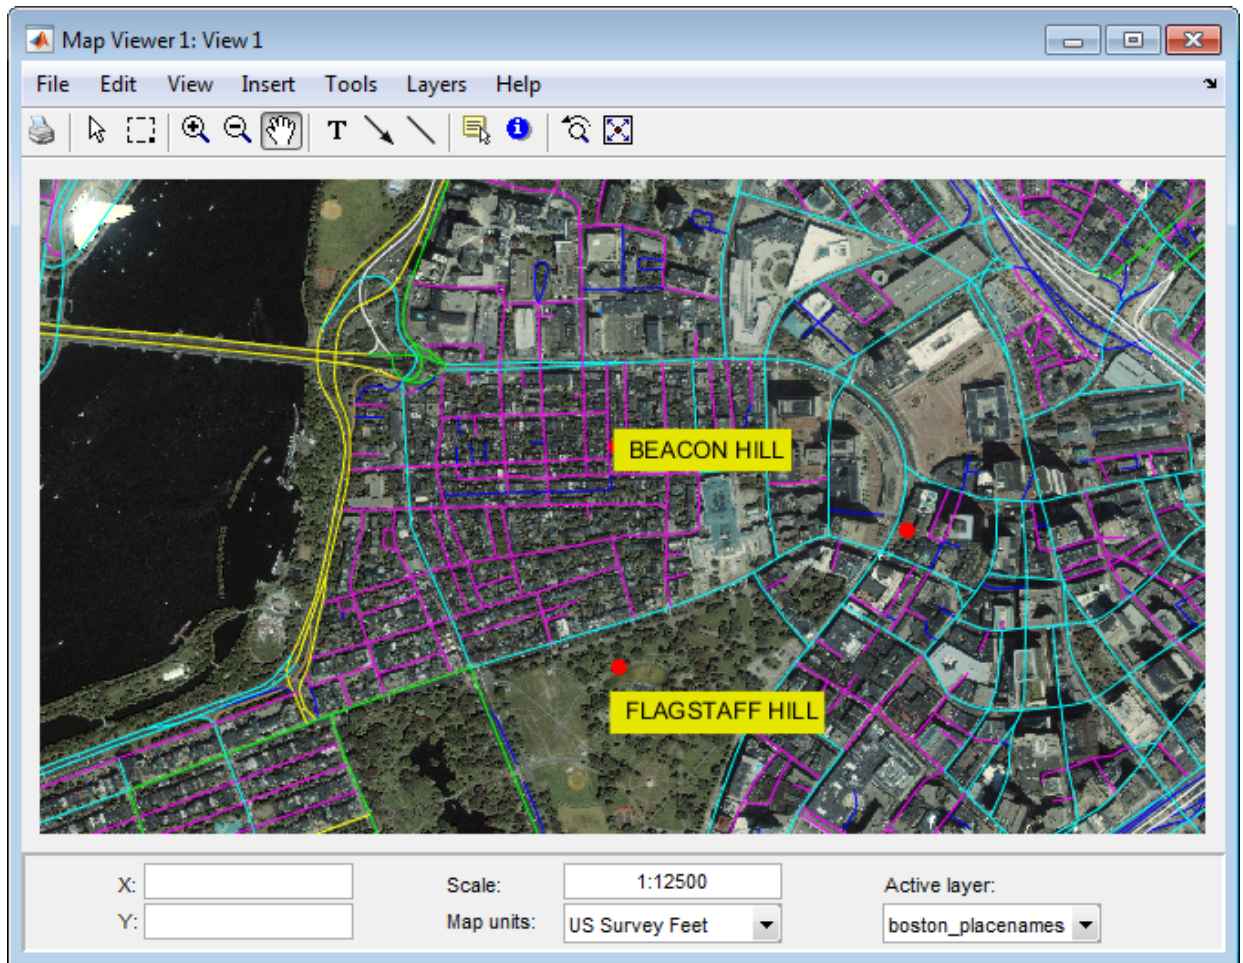 Map Viewer 1: View 1
File Edit View Insert Tools Layers Help
T
BEACON HILL
FLAGSTAFF HILL
X:
Scale: 1:12500
Active layer:
Y:
Map units: US Survey Feet
boston_placenames